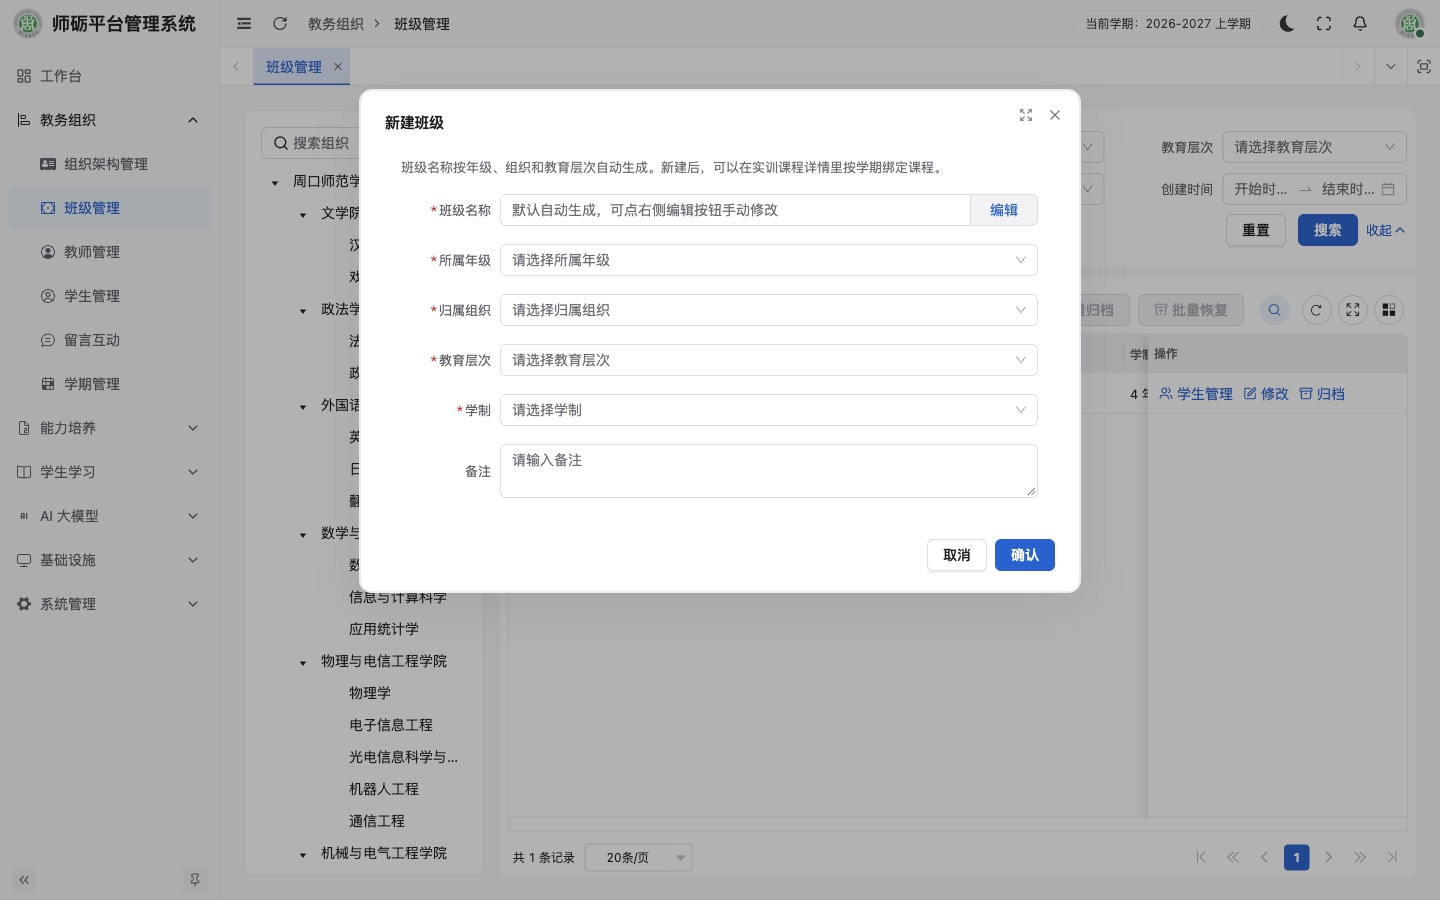 师砺平台管理系统
教务组织 > 班级管理
当前学期：2026-2027 上学期
工作台
教务组织
组织架构管理
班级管理
教师管理
学生管理
留言互动
学期管理
能力培养
学生学习
AI 大模型
基础设施
系统管理
班级管理
搜索组织
周口师范学
文学院
政法学
外国语
数学与
信息与计算科学
应用统计学
物理与电信工程学院
物理学
电子信息工程
光电信息科学与...
机器人工程
通信工程
机械与电气工程学院
教育层次 请选择教育层次
创建时间 开始时... → 结束时...
重置 搜索 收起
归档 批量恢复
操作
4 学生管理 修改 归档
共 1 条记录 20条/页 1
新建班级
班级名称按年级、组织和教育层次自动生成。新建后，可以在实训课程详情里按学期绑定课程。
*班级名称 默认自动生成，可点右侧编辑按钮手动修改 编辑
*所属年级 请选择所属年级
*归属组织 请选择归属组织
*教育层次 请选择教育层次
*学制 请选择学制
备注 请输入备注
取消 确认